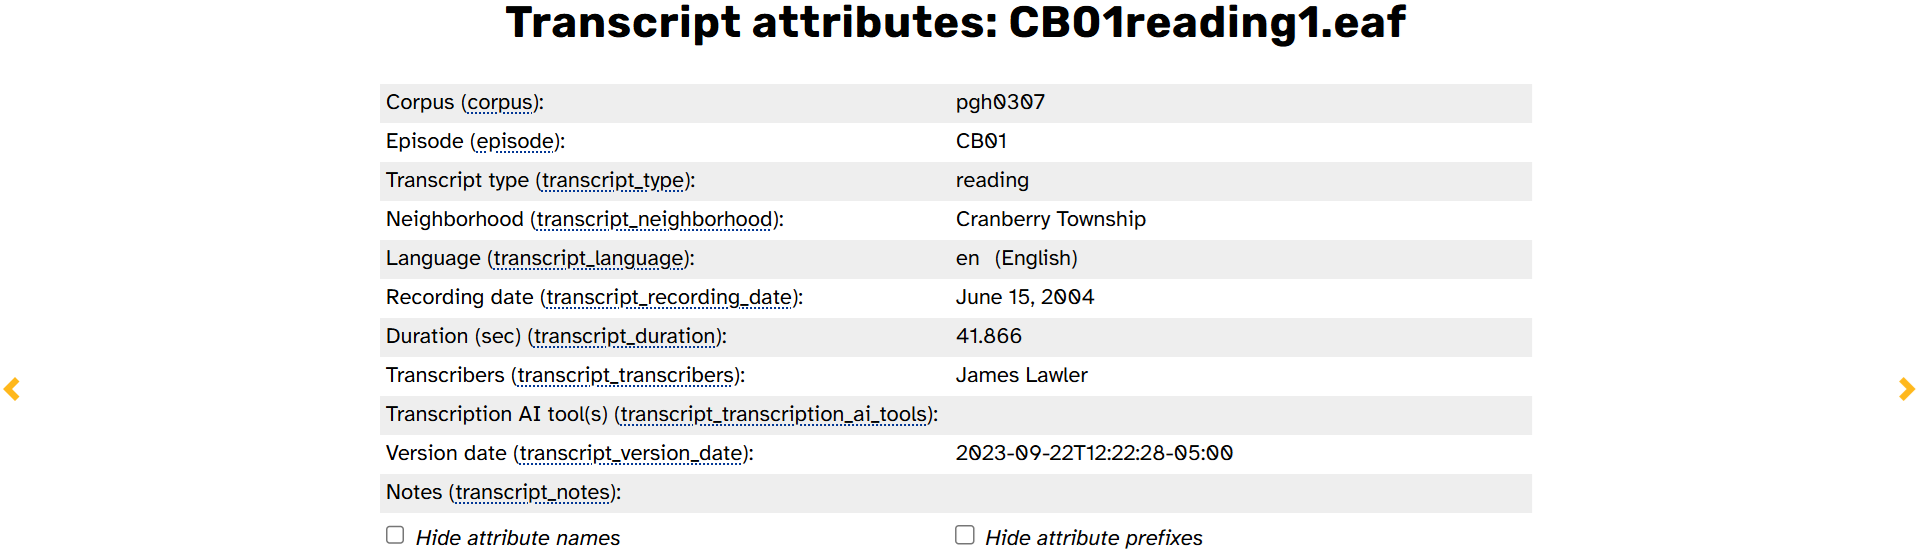 Transcript attributes: CB01reading1.eaf
Corpus (corpus): pgh0307
Episode (episode): CB01
Transcript type (transcript_type): reading
Neighborhood (transcript_neighborhood): Cranberry Township
Language (transcript_language): en (English)
Recording date (transcript_recording_date): June 15, 2004
Duration (sec) (transcript_duration): 41.866
Transcribers (transcript_transcribers): James Lawler
Transcription AI tool(s) (transcript_transcription_ai_tools):
Version date (transcript_version_date): 2023-09-22T12:22:28-05:00
Notes (transcript_notes):
Hide attribute names Hide attribute prefixes